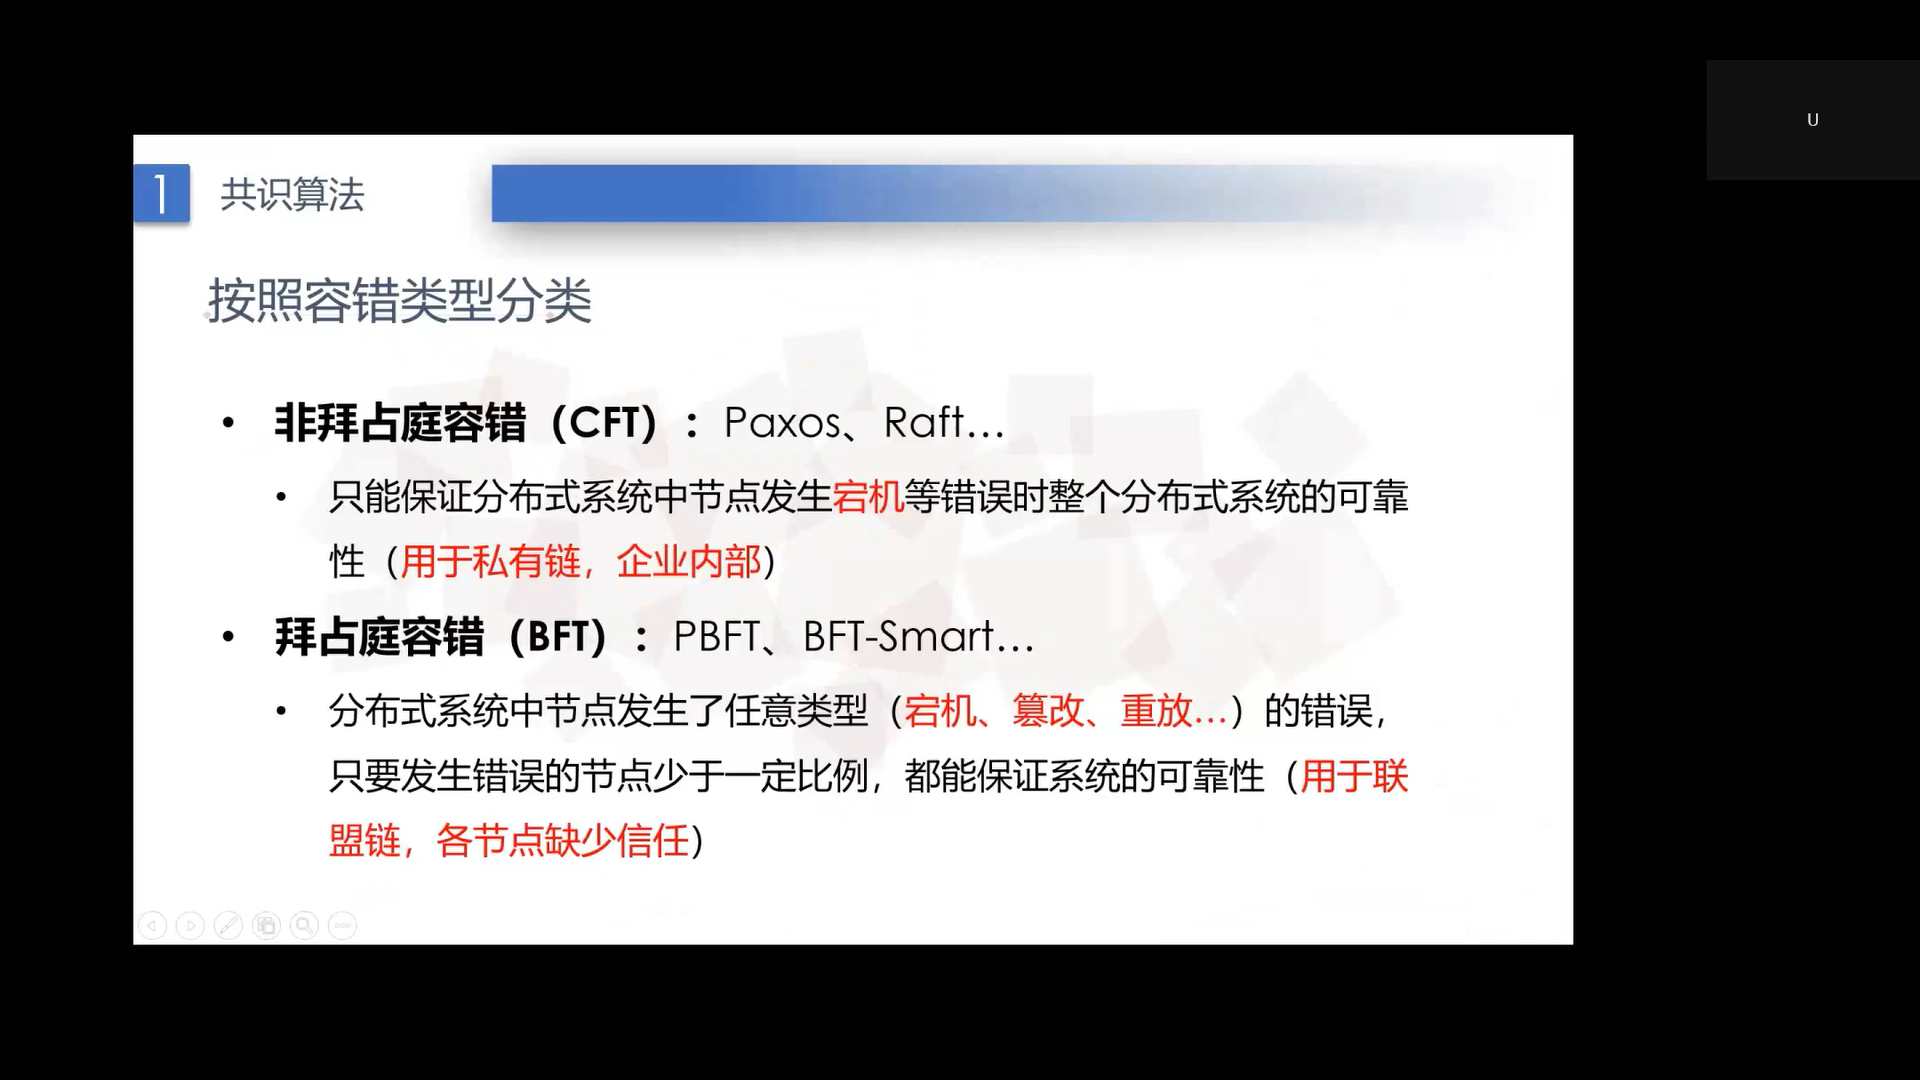 U
1 共识算法
按照容错类型分类
• 非拜占庭容错（CFT）：Paxos、Raft…
• 只能保证分布式系统中节点发生宕机等错误时整个分布式系统的可靠
性（用于私有链，企业内部）
• 拜占庭容错（BFT）：PBFT、BFT-Smart…
• 分布式系统中节点发生了任意类型（宕机、篡改、重放…）的错误，
只要发生错误的节点少于一定比例，都能保证系统的可靠性（用于联
盟链，各节点缺少信任）